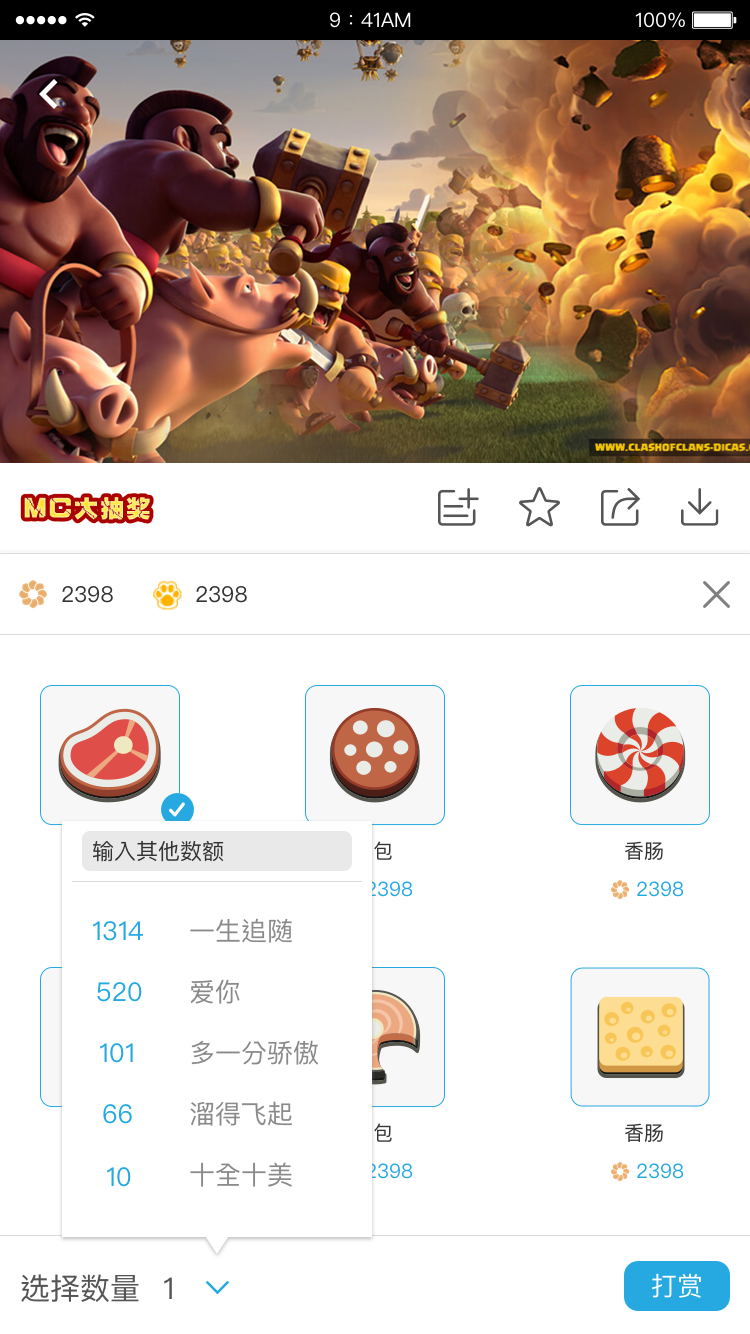 9：41AM 100%
WWW.CLASHOFCLANS-DICAS.
MC大抽奖
2398 2398
包 香肠
2398 2398
输入其他数额
1314 一生追随
520 爱你
101 多一分骄傲
66 溜得飞起
10 十全十美
包 香肠
2398 2398
选择数量 1 打赏